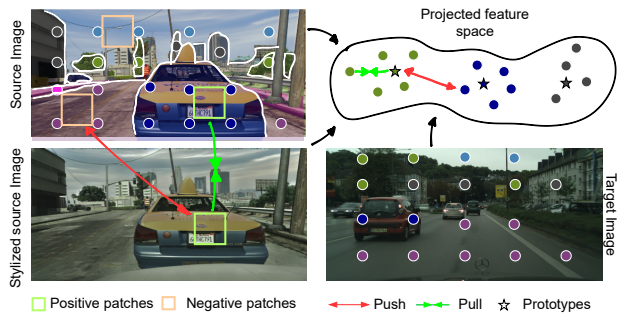 Source Image
Projected feature
space
Stylized source image
Target Image
Positive patches
Negative patches
Push
Pull
Prototypes